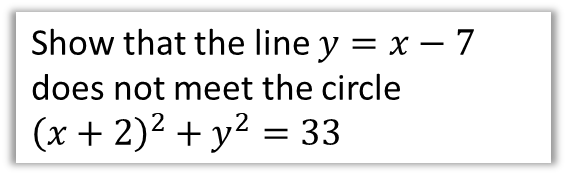 Show that the line y = x − 7
does not meet the circle
(x + 2)² + y² = 33